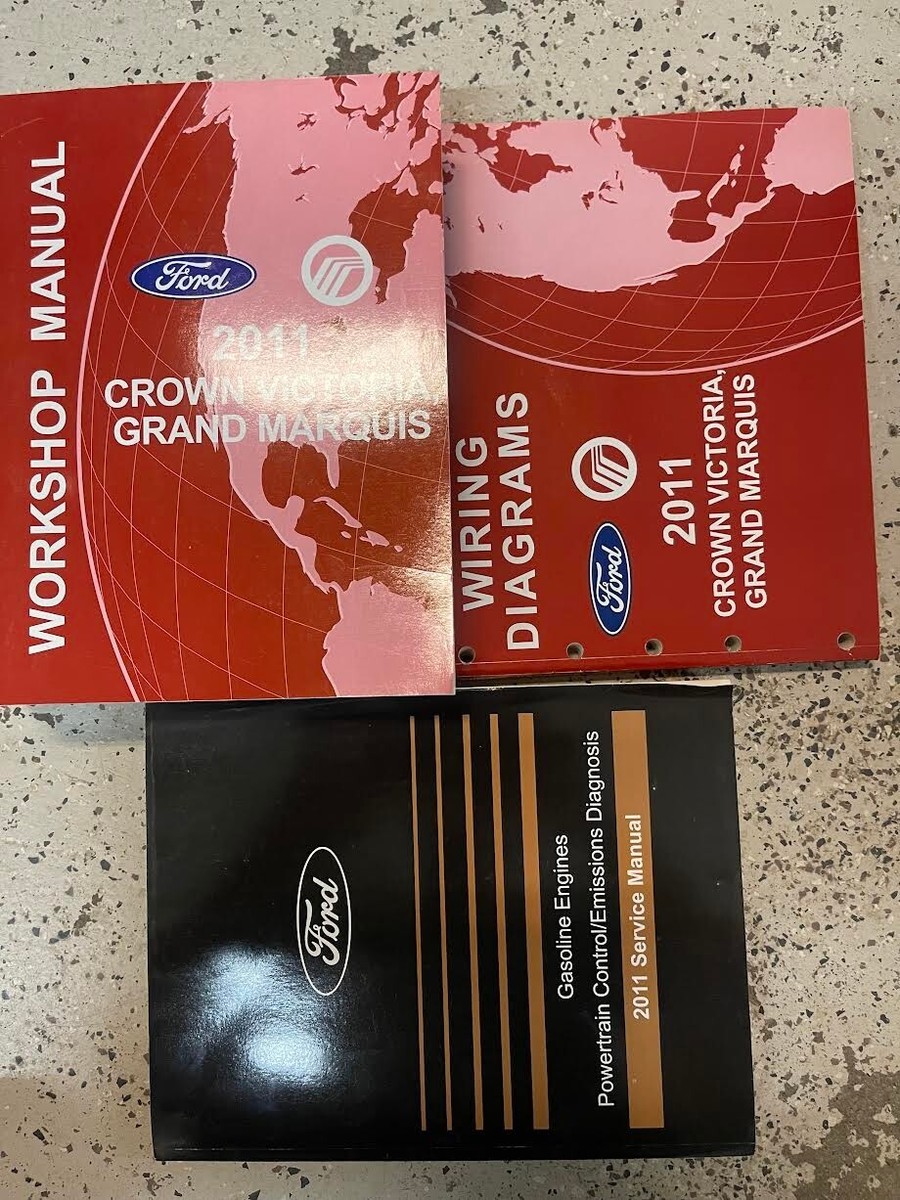 WORKSHOP MANUAL
Ford
2011
CROWN VICTORIA,
GRAND MARQUIS
WIRING
DIAGRAMS
Ford
2011
CROWN VICTORIA,
GRAND MARQUIS
Ford
Gasoline Engines
Powertrain Control/Emissions Diagnosis
2011 Service Manual